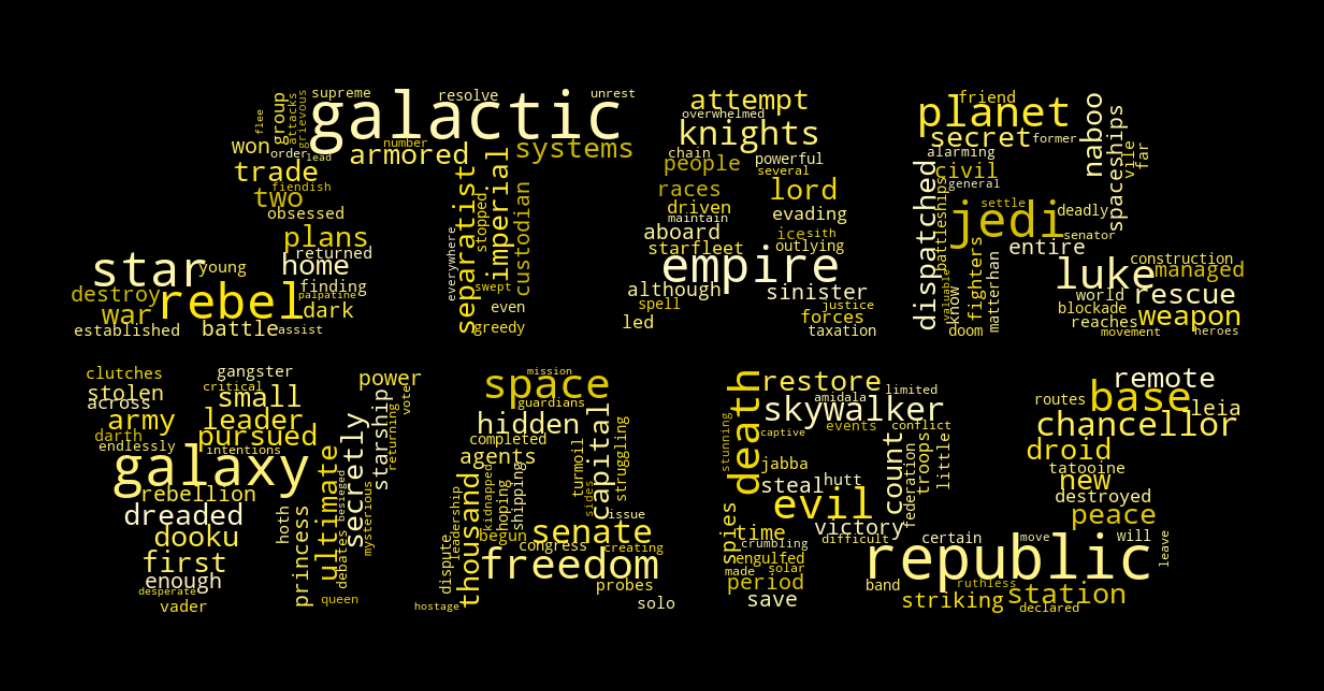 supreme
resolve
unrest
galactic
flee
group
attacks
grievous
number
won
order
lead
armored
systems
trade
fiendish
two
obsessed
plans
returned
home
star
young
finding
destroy
rebel
palpatine
war
dark
established
battle
assist
everywhere
separatist
stopped
imperial
custodian
swept
even
greedy
attempt
overwhelmed
knights
chain
people
powerful
several
races
lord
driven
maintain
evading
aboard
ice
sith
starfleet
outlying
empire
although
sinister
spell
justice
led
forces
taxation
planet
friend
secret
former
naboo
spaceships
vile
far
alarming
civil
general
dispatched
battleships
settle
jedi
deadly
senator
entire
fighters
matterhan
valuable
know
doom
luke
construction
managed
world
rescue
blockade
reaches
weapon
movement
heroes
clutches
gangster
stolen
critical
small
across
army
leader
darth
pursued
endlessly
intentions
galaxy
rebellion
dreaded
dooku
first
enough
desperate
vader
hoth
princess
ultimate
besieged
debates
queen
secretly
mysterious
power
starship
returning
vote
mission
space
guardians
hidden
completed
agents
capital
turmoil
struggling
sides
leadership
thousand
kidnapped
hoping
shipping
begun
issue
senate
congress
creating
freedom
dispute
probes
hostage
solo
death
stunning
restore
limited
amidala
skywalker
events
conflict
captive
jabba
steal
hutt
count
troops
federation
little
evil
victory
difficult
spies
time
crumbling
engulfed
made
solar
period
save
remote
routes
base
leia
chancellor
droid
tatooine
new
destroyed
peace
certain
move
will
leave
republic
band
ruthless
striking
station
declared